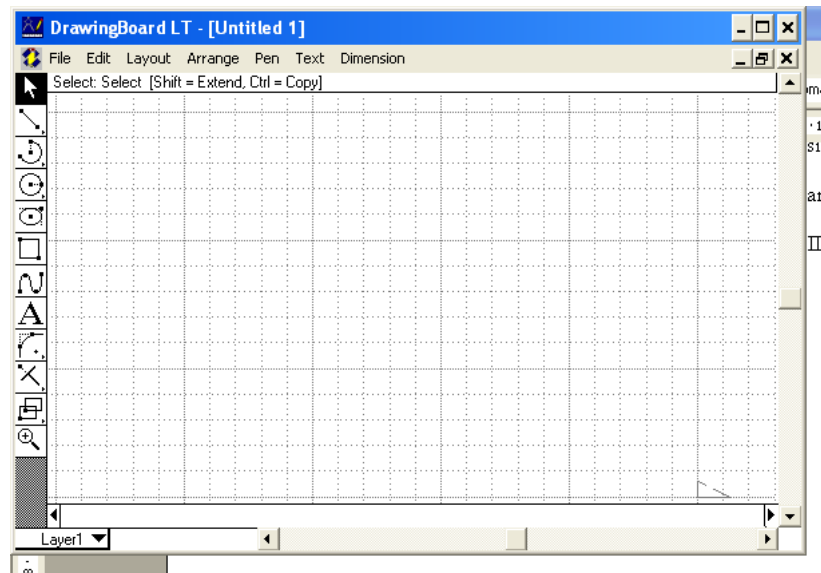 DrawingBoard LT - [Untitled 1]
File Edit Layout Arrange Pen Text Dimension
Select: Select [Shift = Extend, Ctrl = Copy]
A
Layer1